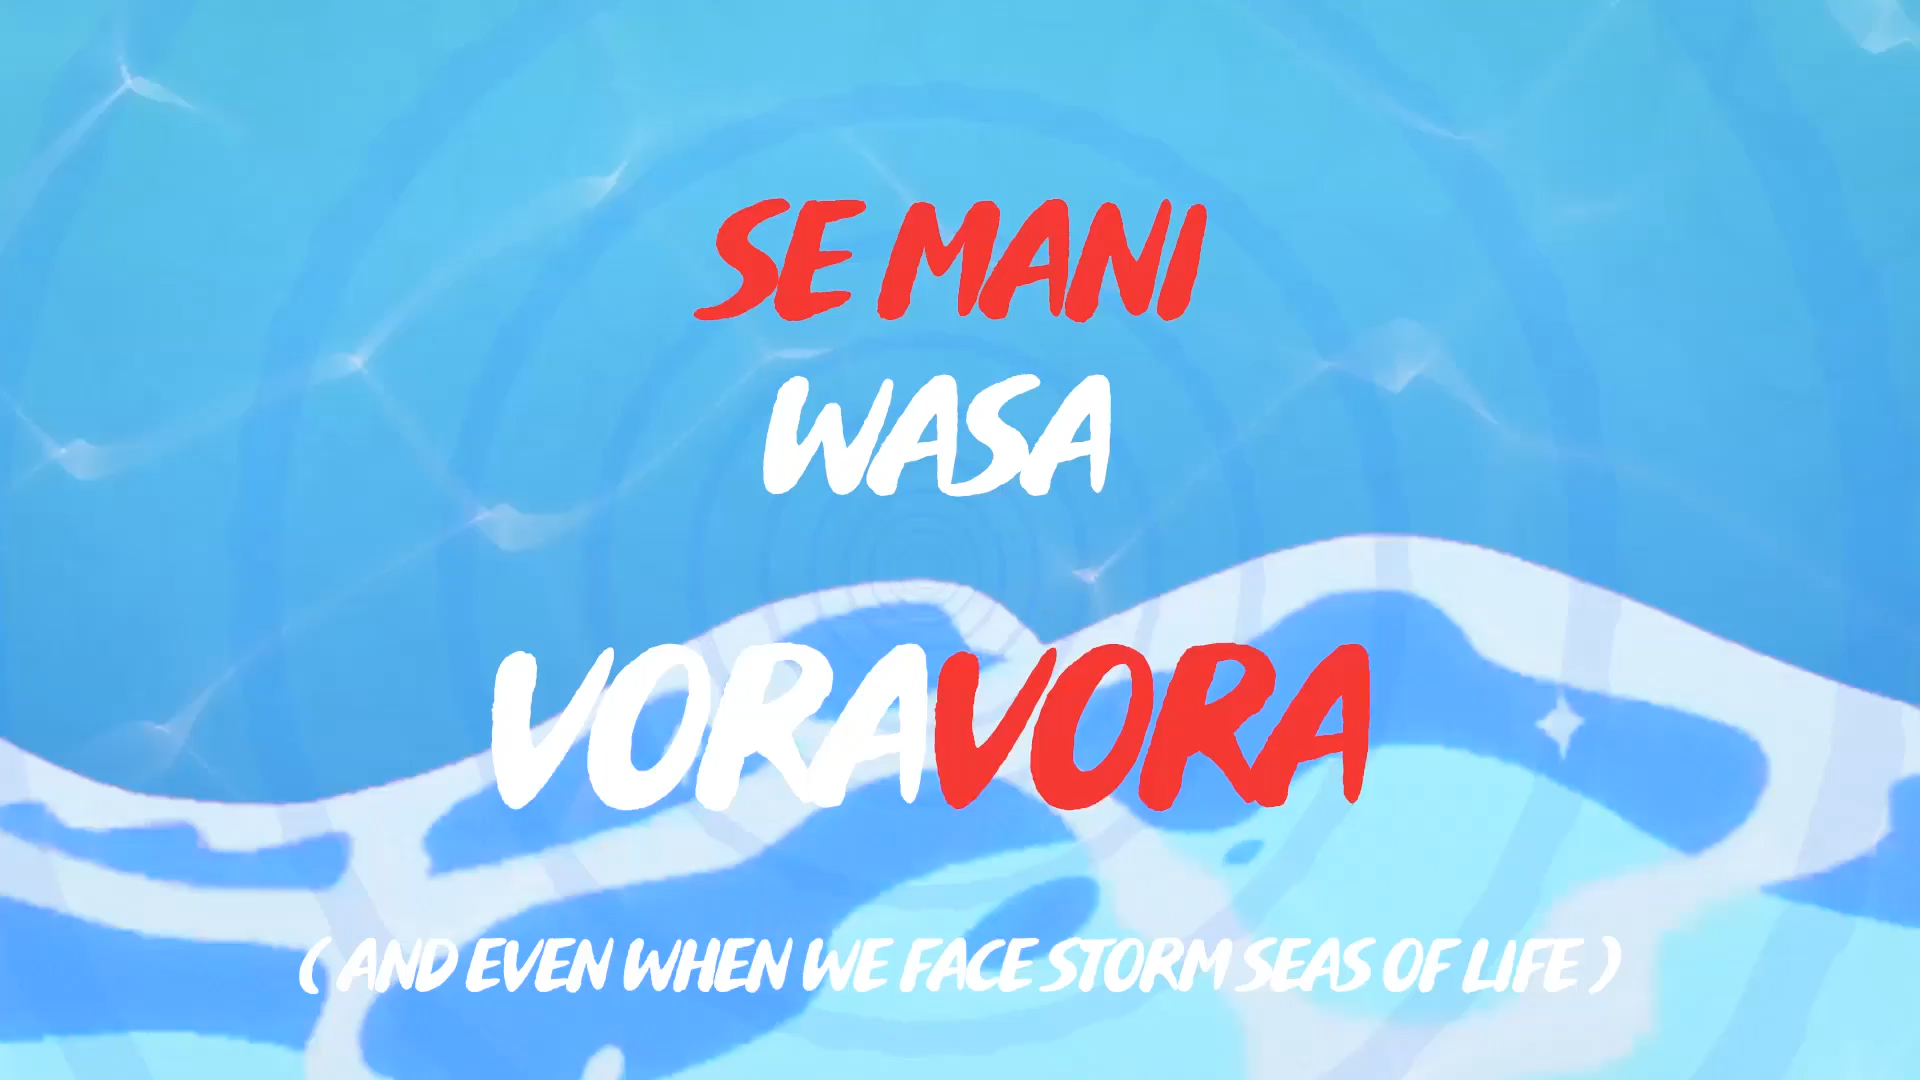 SE MANI
WASA
VORAVORA
( AND EVEN WHEN WE FACE STORM SEAS OF LIFE )